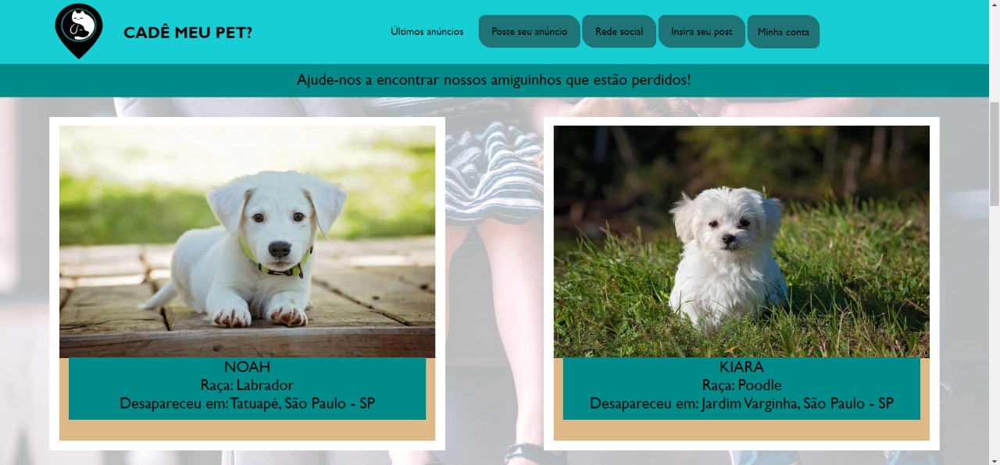 CADÊ MEU PET?
Últimos anúncios
Poste seu anúncio
Rede social
Insira seu post
Minha conta
Ajude-nos a encontrar nossos amiguinhos que estão perdidos!
NOAH
Raça: Labrador
Desapareceu em: Tatuapé, São Paulo - SP
KIARA
Raça: Poodle
Desapareceu em: Jardim Varginha, São Paulo - SP